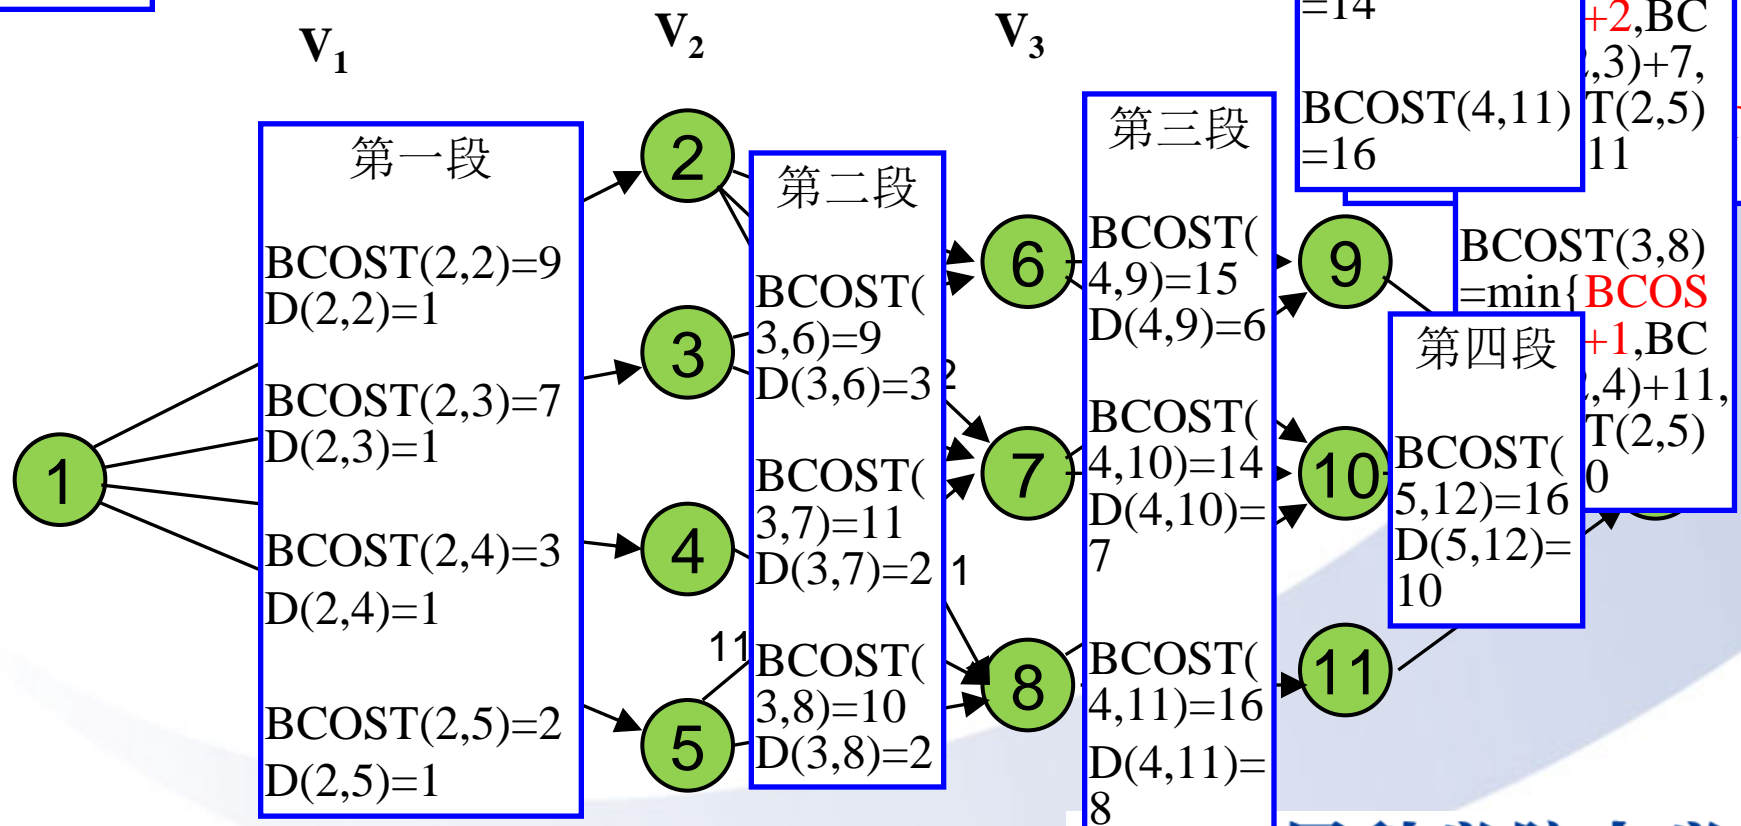 V1
V2
V3
=14
BCOST(4,11)
=16
+2,BC
,3)+7,
T(2,5)
11
BCOST(3,8)
=min{BCOS
+1,BC
,4)+11,
T(2,5)
0
第一段
BCOST(2,2)=9
D(2,2)=1
BCOST(2,3)=7
D(2,3)=1
BCOST(2,4)=3
D(2,4)=1
BCOST(2,5)=2
D(2,5)=1
第二段
BCOST(
3,6)=9
D(3,6)=3
BCOST(
3,7)=11
D(3,7)=2
BCOST(
3,8)=10
D(3,8)=2
第三段
BCOST(
4,9)=15
D(4,9)=6
BCOST(
4,10)=14
D(4,10)=
7
BCOST(
4,11)=16
D(4,11)=
8
第四段
BCOST(
5,12)=16
D(5,12)=
10
1
2
3
4
5
6
7
8
9
10
11
2
1
11